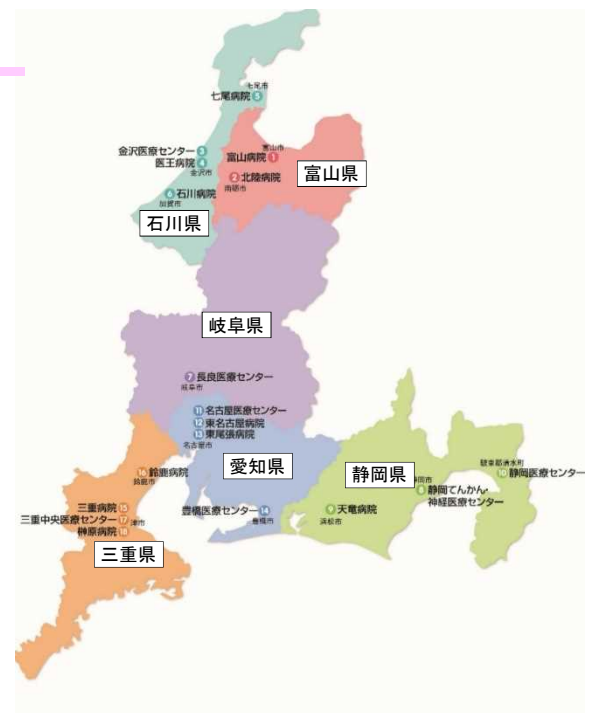 七尾市
七尾病院 5
金沢医療センター 3
医王病院 4
金沢市
富山市
富山病院 1
2 北陸病院
南砺市
富山県
6 石川病院
加賀市
石川県
岐阜県
7 長良医療センター
岐阜市
11 名古屋医療センター
12 東名古屋病院
13 東尾張病院
名古屋市
愛知県
静岡県
駿東郡清水町
10 静岡医療センター
静岡市
8 静岡てんかん・
神経医療センター
9 天竜病院
浜松市
豊橋医療センター 14
豊橋市
16 鈴鹿病院
鈴鹿市
三重病院 15
三重中央医療センター 17
津市
榊原病院 18
三重県